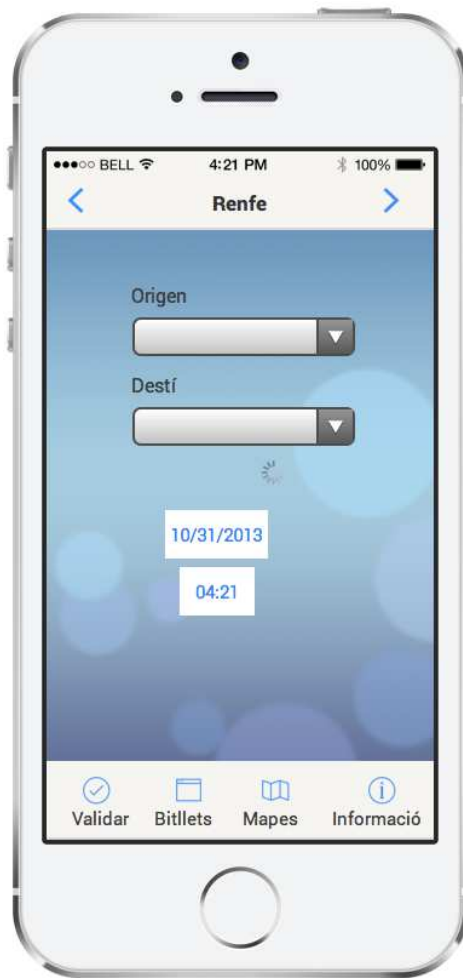 BELL 4:21 PM 100%
Renfe
Origen
Destí
10/31/2013
04:21
Validar Bitllets Mapes Informació